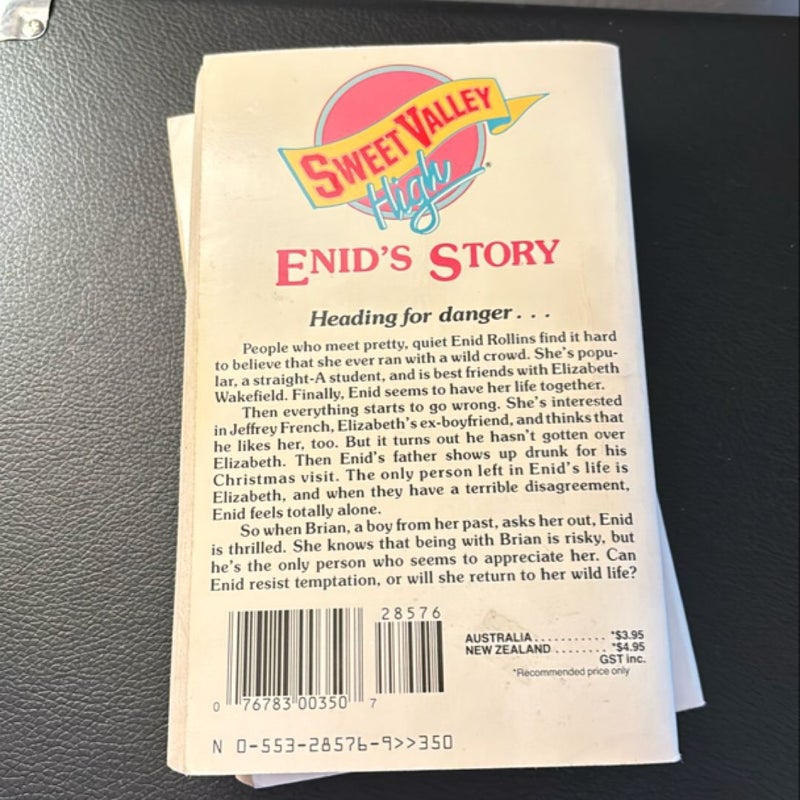 SWEET VALLEY
High®
ENID'S STORY
Heading for danger . . .
People who meet pretty, quiet Enid Rollins find it hard
to believe that she ever ran with a wild crowd. She's popu-
lar, a straight-A student, and is best friends with Elizabeth
Wakefield. Finally, Enid seems to have her life together.
Then everything starts to go wrong. She's interested
in Jeffrey French, Elizabeth's ex-boyfriend, and thinks that
he likes her, too. But it turns out he hasn't gotten over
Elizabeth. Then Enid's father shows up drunk for his
Christmas visit. The only person left in Enid's life is
Elizabeth, and when they have a terrible disagreement,
Enid feels totally alone.
So when Brian, a boy from her past, asks her out, Enid
is thrilled. She knows that being with Brian is risky, but
he's the only person who seems to appreciate her. Can
Enid resist temptation, or will she return to her wild life?
28576
AUSTRALIA . . . . . . . . . . . *$3.95
NEW ZEALAND . . . . . . . . *$4.95
GST inc.
*Recommended price only
0 76783 00350 7
N 0-553-28576-9>>350